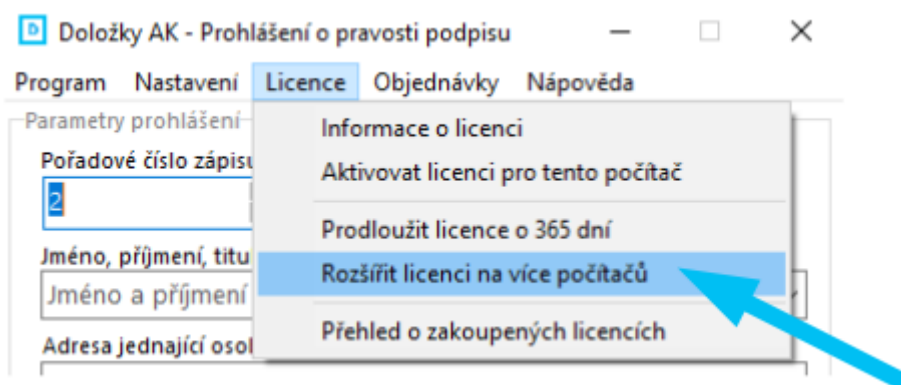 D Doložky AK - Prohlášení o pravosti podpisu
Program Nastavení Licence Objednávky Nápověda
Parametry prohlášení
Informace o licenci
Pořadové číslo zápisu
Aktivovat licenci pro tento počítač
2
Prodloužit licence o 365 dní
Jméno, příjmení, titu
Rozšířit licenci na více počítačů
Jméno a příjmení
Přehled o zakoupených licencích
Adresa jednající osob